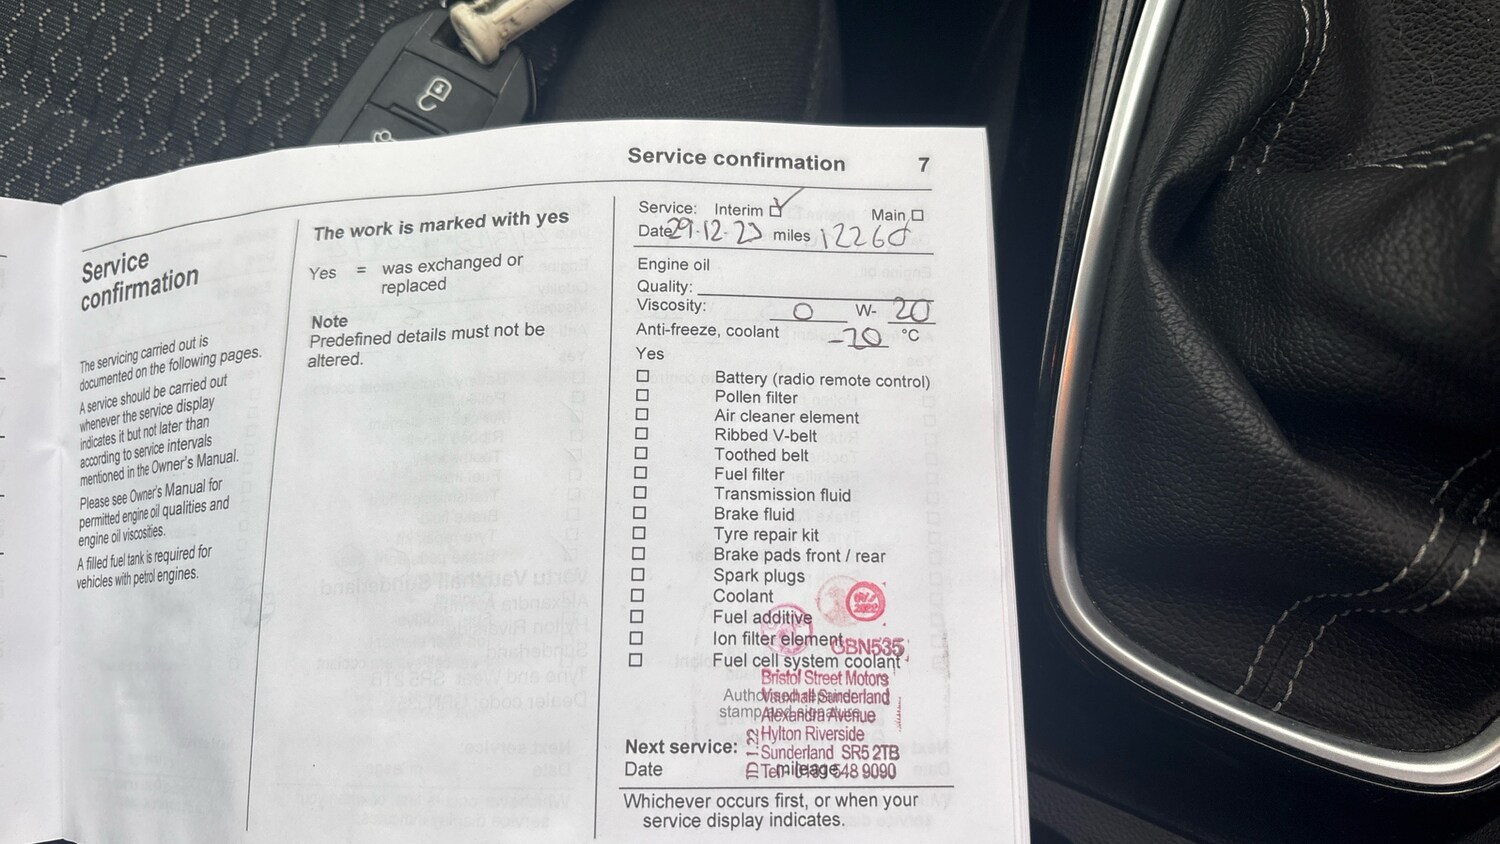 Service confirmation 7
Service
confirmation
The servicing carried out is
documented on the following pages.
A service should be carried out
whenever the service display
indicates it but not later than
according to service intervals
mentioned in the Owner's Manual.
Please see Owner's Manual for
permitted engine oil qualities and
engine oil viscosities.
A filled fuel tank is required for
vehicles with petrol engines.
The work is marked with yes
Yes = was exchanged or
replaced
Note
Predefined details must not be
altered.
Service: Interim Main
Date 29-12-23 miles 12260
Engine oil
Quality:
Viscosity: 0 W- 20
Anti-freeze, coolant -20 °C
Yes
Battery (radio remote control)
Pollen filter
Air cleaner element
Ribbed V-belt
Toothed belt
Fuel filter
Transmission fluid
Brake fluid
Tyre repair kit
Brake pads front / rear
Spark plugs
Coolant
Fuel additive
Ion filter element
Fuel cell system coolant
GBN535
Bristol Street Motors
Vauxhall Sunderland
Alexandra Avenue
Hylton Riverside
Sunderland SR5 2TB
Next service:
Date mileage
Whichever occurs first, or when your
service display indicates.